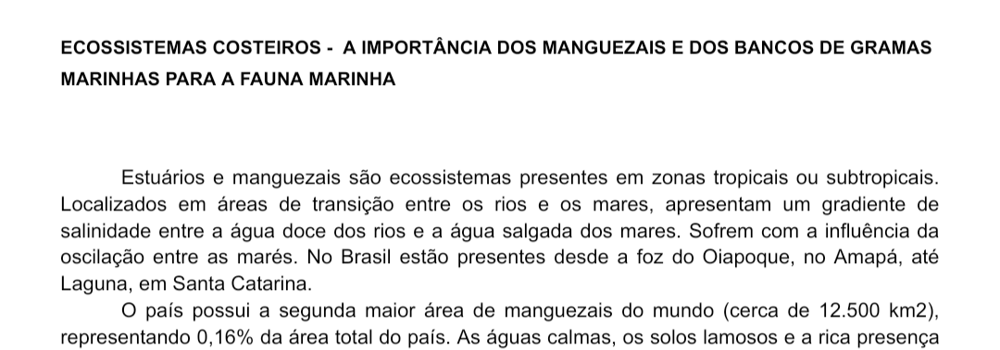 ECOSSISTEMAS COSTEIROS -  A IMPORTÂNCIA DOS MANGUEZAIS E DOS BANCOS DE GRAMAS
MARINHAS PARA A FAUNA MARINHA
Estuários e manguezais são ecossistemas presentes em zonas tropicais ou subtropicais.
Localizados em áreas de transição entre os rios e os mares, apresentam um gradiente de
salinidade entre a água doce dos rios e a água salgada dos mares. Sofrem com a influência da
oscilação entre as marés. No Brasil estão presentes desde a foz do Oiapoque, no Amapá, até
Laguna, em Santa Catarina.
O país possui a segunda maior área de manguezais do mundo (cerca de 12.500 km2),
representando 0,16% da área total do país. As águas calmas, os solos lamosos e a rica presença